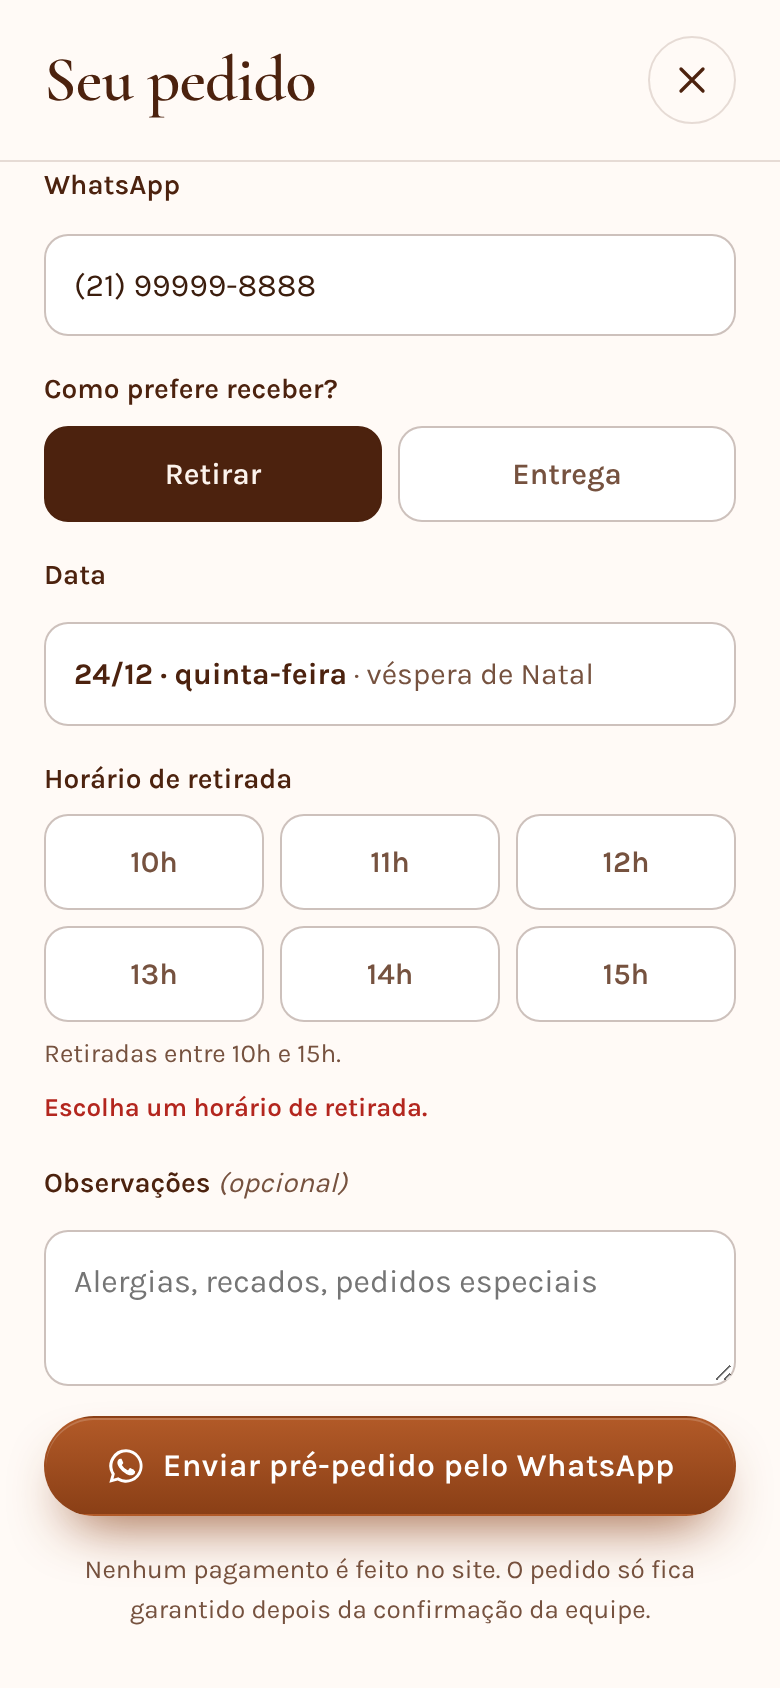 Seu pedido
WhatsApp
(21) 99999-8888
Como prefere receber?
Retirar
Entrega
Data
24/12 · quinta-feira · véspera de Natal
Horário de retirada
10h
11h
12h
13h
14h
15h
Retiradas entre 10h e 15h.
Escolha um horário de retirada.
Observações (opcional)
Alergias, recados, pedidos especiais
Enviar pré-pedido pelo WhatsApp
Nenhum pagamento é feito no site. O pedido só fica
garantido depois da confirmação da equipe.